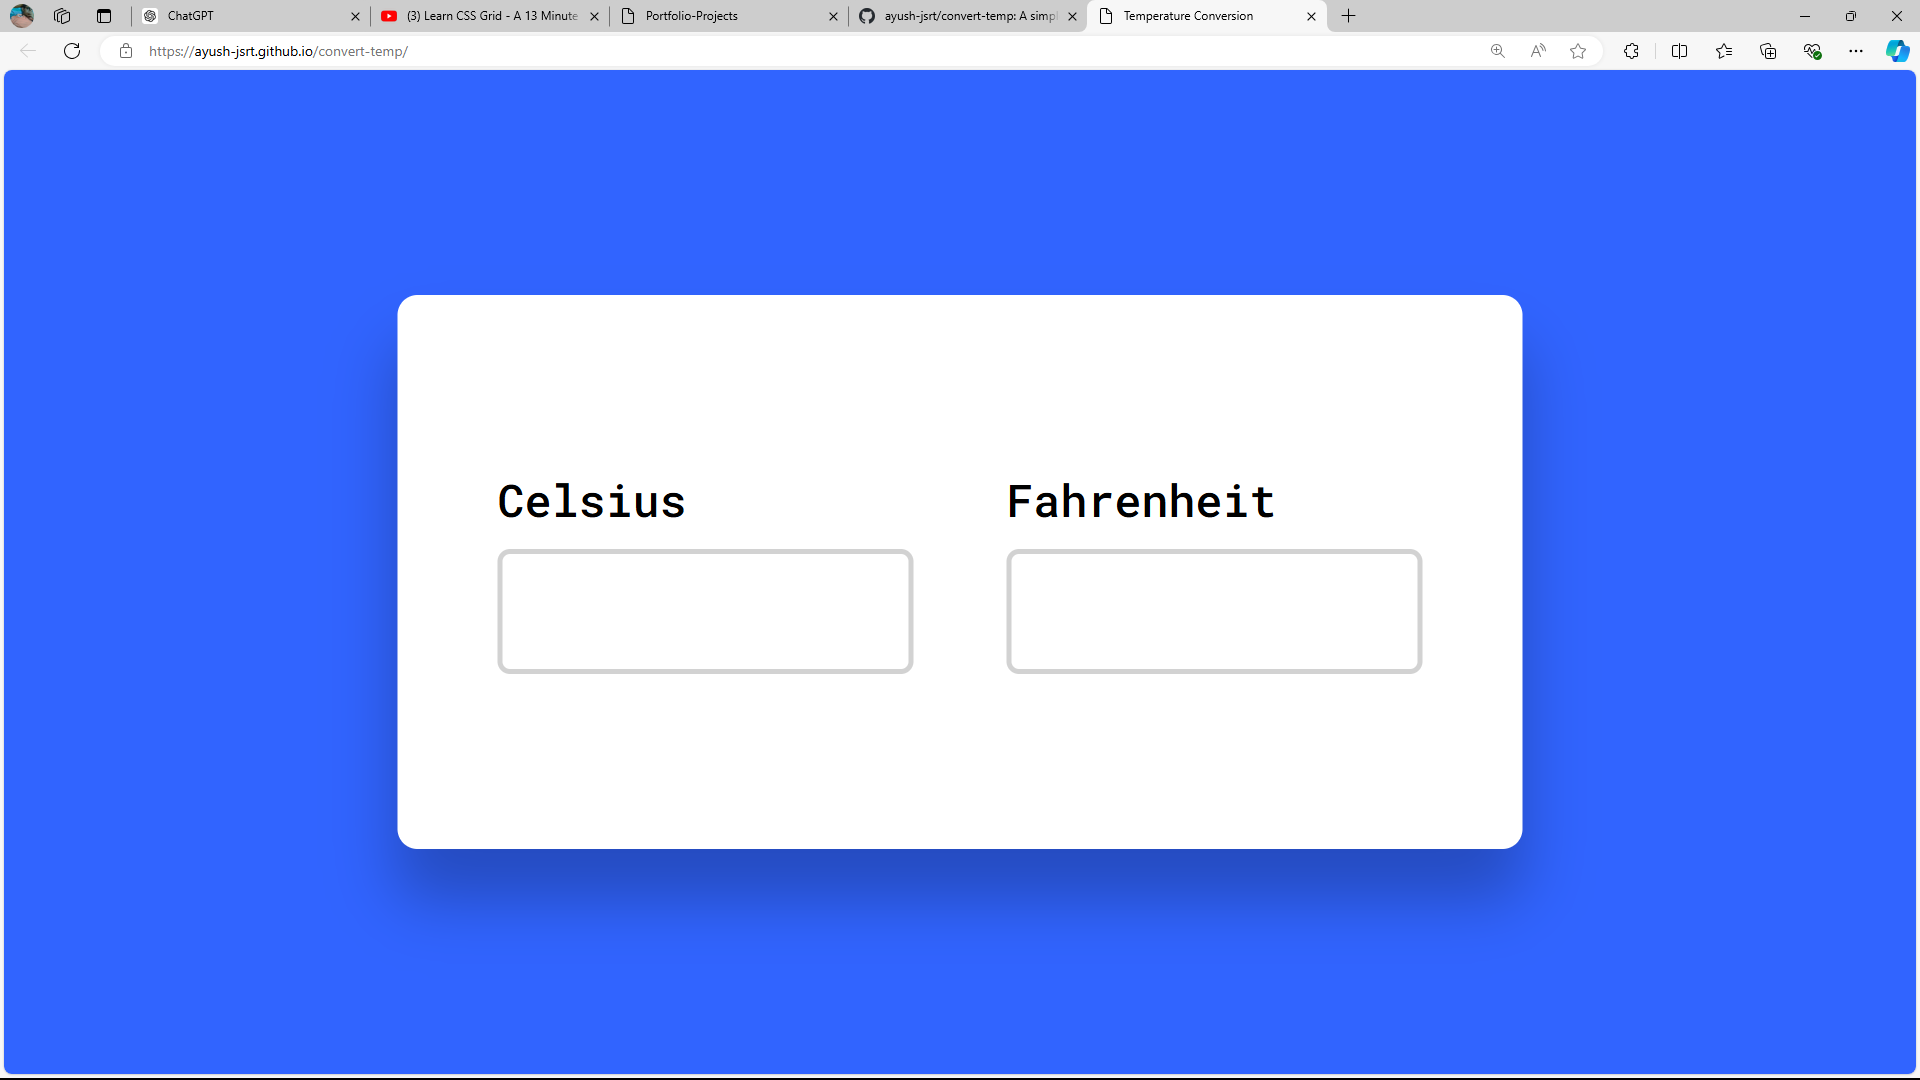 ChatGPT
(3) Learn CSS Grid - A 13 Minute
Portfolio-Projects
ayush-jsrt/convert-temp: A simpl
Temperature Conversion
https://ayush-jsrt.github.io/convert-temp/
Celsius
Fahrenheit